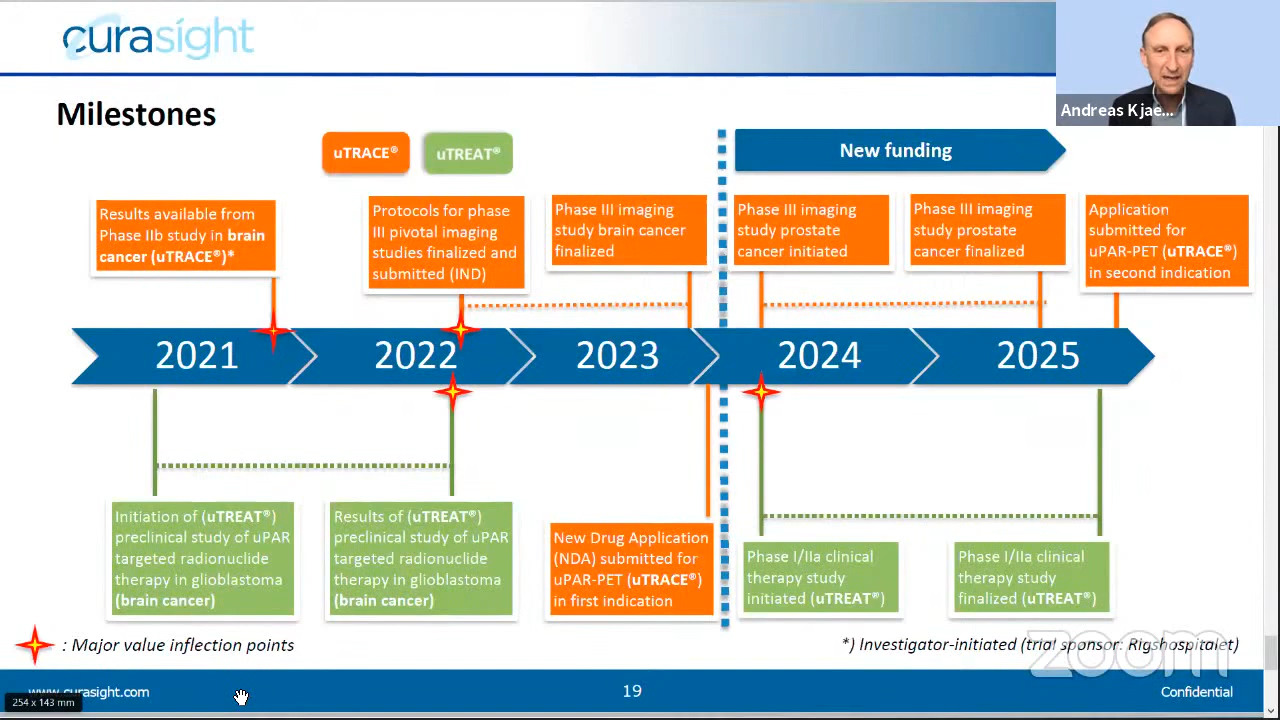 curasight
Andreas Kjae...
Milestones
uTRACE®
uTREAT®
New funding
Results available from
Phase IIb study in brain
cancer (uTRACE®)*
Protocols for phase
III pivotal imaging
studies finalized and
submitted (IND)
Phase III imaging
study brain cancer
finalized
Phase III imaging
study prostate
cancer initiated
Phase III imaging
study prostate
cancer finalized
Application
submitted for
uPAR-PET (uTRACE®)
in second indication
2021
2022
2023
2024
2025
Initiation of (uTREAT®)
preclinical study of uPAR
targeted radionuclide
therapy in glioblastoma
(brain cancer)
Results of (uTREAT®)
preclinical study of uPAR
targeted radionuclide
therapy in glioblastoma
(brain cancer)
New Drug Application
(NDA) submitted for
uPAR-PET (uTRACE®)
in first indication
Phase I/IIa clinical
therapy study
initiated (uTREAT®)
Phase I/IIa clinical
therapy study
finalized (uTREAT®)
: Major value inflection points
*) Investigator-initiated (trial sponsor: Rigshospitalet)
zoom
www.curasight.com
254 x 143 mm
19
Confidential